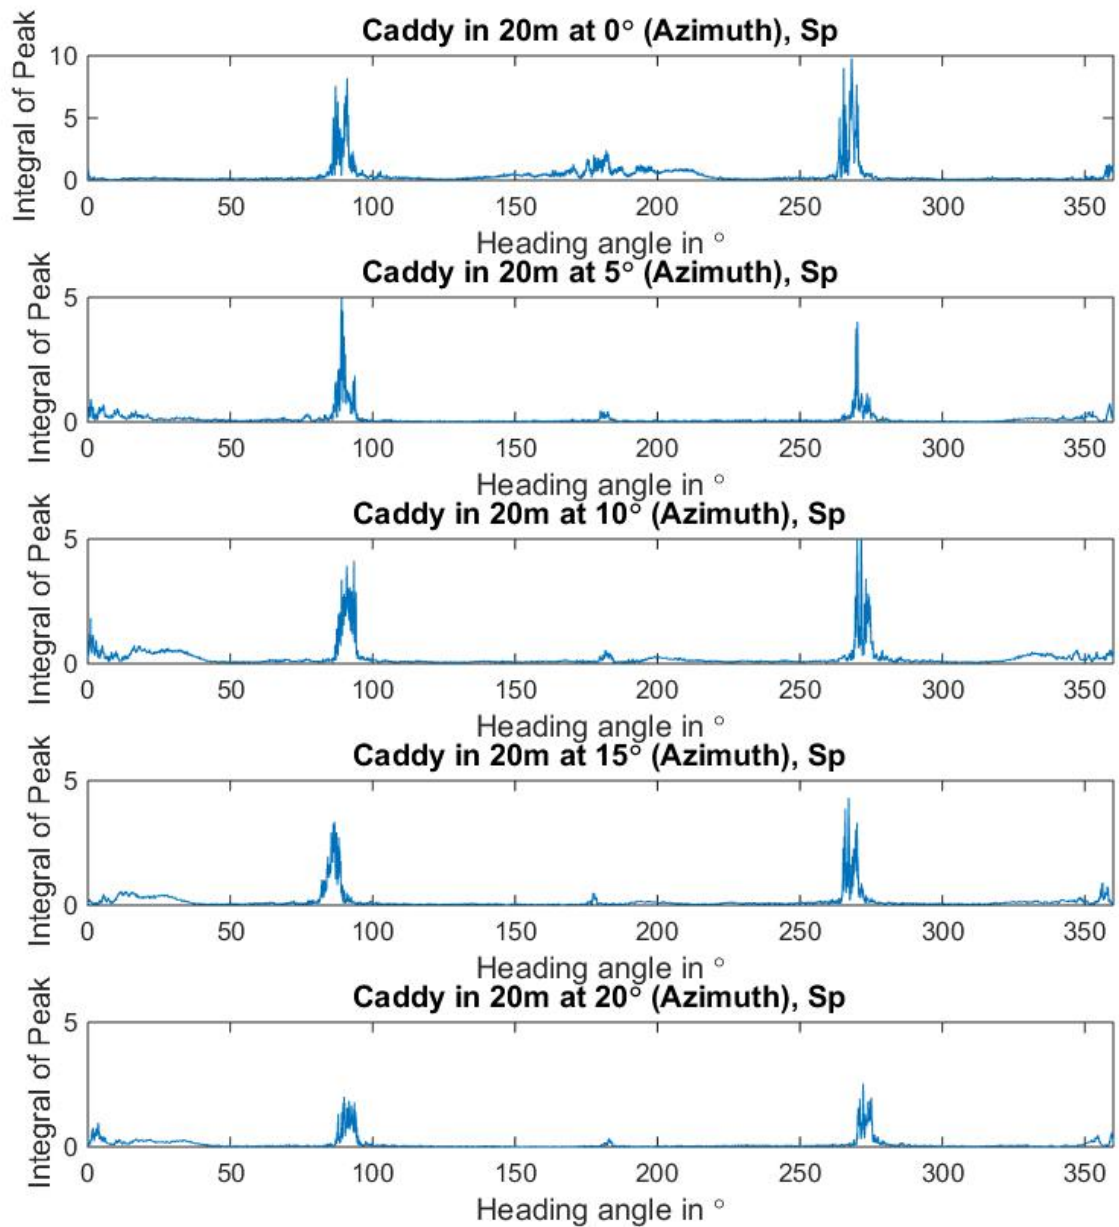 Caddy in 20m at 0° (Azimuth), Sp
Integral of Peak
10
5
0
0 50 100 150 200 250 300 350
Heading angle in °
Caddy in 20m at 5° (Azimuth), Sp
Integral of Peak
5
0
0 50 100 150 200 250 300 350
Heading angle in °
Caddy in 20m at 10° (Azimuth), Sp
Integral of Peak
5
0
0 50 100 150 200 250 300 350
Heading angle in °
Caddy in 20m at 15° (Azimuth), Sp
Integral of Peak
5
0
0 50 100 150 200 250 300 350
Heading angle in °
Caddy in 20m at 20° (Azimuth), Sp
Integral of Peak
5
0
0 50 100 150 200 250 300 350
Heading angle in °